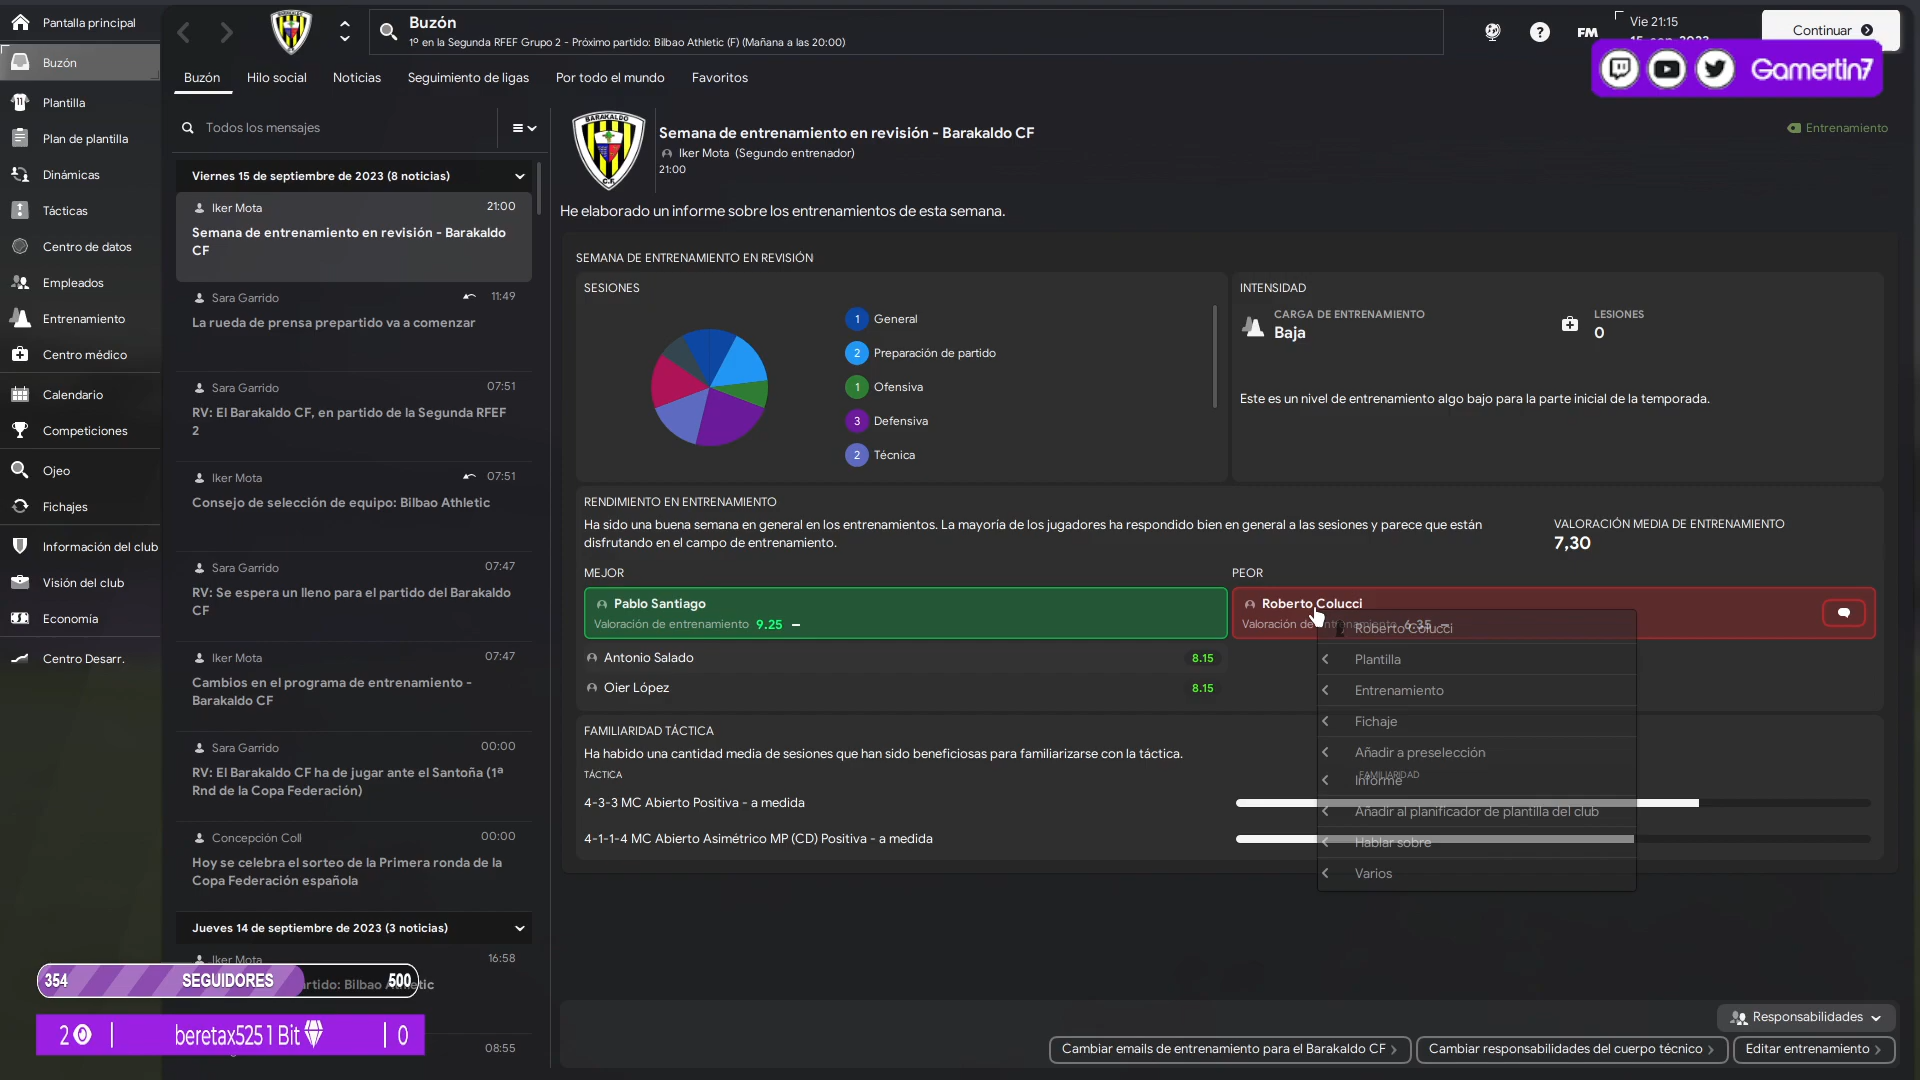 Pantalla principal
Buzón
Plantilla
Plan de plantilla
Dinámicas
Tácticas
Centro de datos
Empleados
Entrenamiento
Centro médico
Calendario
Competiciones
Ojeo
Fichajes
Información del club
Visión del club
Economía
Centro Desarr.
Buzón
1º en la Segunda RFEF Grupo 2 - Próximo partido: Bilbao Athletic (F) (Mañana a las 20:00)
FM
Vie 21:15
Continuar
Gamertin7
Buzón
Hilo social
Noticias
Seguimiento de ligas
Por todo el mundo
Favoritos
Todos los mensajes
Viernes 15 de septiembre de 2023 (8 noticias)
Iker Mota
21:00
Semana de entrenamiento en revisión - Barakaldo
CF
Sara Garrido
11:49
La rueda de prensa prepartido va a comenzar
Sara Garrido
07:51
RV: El Barakaldo CF, en partido de la Segunda RFEF
2
Iker Mota
07:51
Consejo de selección de equipo: Bilbao Athletic
Sara Garrido
07:47
RV: Se espera un lleno para el partido del Barakaldo
CF
Iker Mota
07:47
Cambios en el programa de entrenamiento -
Barakaldo CF
Sara Garrido
00:00
RV: El Barakaldo CF ha de jugar ante el Santoña (1ª
Rnd de la Copa Federación)
Concepción Coll
00:00
Hoy se celebra el sorteo de la Primera ronda de la
Copa Federación española
Jueves 14 de septiembre de 2023 (3 noticias)
Iker Mota
16:58
08:55
354
SEGUIDORES
500
2
beretax525 1 Bit
0
BARAKALDO
Semana de entrenamiento en revisión - Barakaldo CF
Iker Mota (Segundo entrenador)
21:00
Entrenamiento
He elaborado un informe sobre los entrenamientos de esta semana.
SEMANA DE ENTRENAMIENTO EN REVISIÓN
SESIONES
1 General
2 Preparación de partido
1 Ofensiva
3 Defensiva
2 Técnica
INTENSIDAD
CARGA DE ENTRENAMIENTO
Baja
LESIONES
0
Este es un nivel de entrenamiento algo bajo para la parte inicial de la temporada.
RENDIMIENTO EN ENTRENAMIENTO
Ha sido una buena semana en general en los entrenamientos. La mayoría de los jugadores ha respondido bien en general a las sesiones y parece que están
disfrutando en el campo de entrenamiento.
VALORACIÓN MEDIA DE ENTRENAMIENTO
7,30
MEJOR
Pablo Santiago
Valoración de entrenamiento 9.25
Antonio Salado
8.15
Oier López
8.15
PEOR
Roberto Colucci
Valoración de entrenamiento 6.35
Roberto Colucci
Plantilla
Entrenamiento
Fichaje
Añadir a preselección
Informe
Añadir al planificador de plantilla del club
Hablar sobre
Varios
FAMILIARIDAD TÁCTICA
Ha habido una cantidad media de sesiones que han sido beneficiosas para familiarizarse con la táctica.
TÁCTICA
FAMILIARIDAD
4-3-3 MC Abierto Positiva - a medida
4-1-1-4 MC Abierto Asimétrico MP (CD) Positiva - a medida
Responsabilidades
Cambiar emails de entrenamiento para el Barakaldo CF
Cambiar responsabilidades del cuerpo técnico
Editar entrenamiento